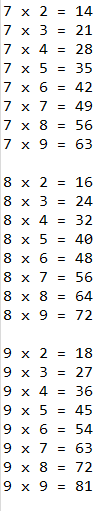 7 x 2 = 14
7 x 3 = 21
7 x 4 = 28
7 x 5 = 35
7 x 6 = 42
7 x 7 = 49
7 x 8 = 56
7 x 9 = 63

8 x 2 = 16
8 x 3 = 24
8 x 4 = 32
8 x 5 = 40
8 x 6 = 48
8 x 7 = 56
8 x 8 = 64
8 x 9 = 72

9 x 2 = 18
9 x 3 = 27
9 x 4 = 36
9 x 5 = 45
9 x 6 = 54
9 x 7 = 63
9 x 8 = 72
9 x 9 = 81